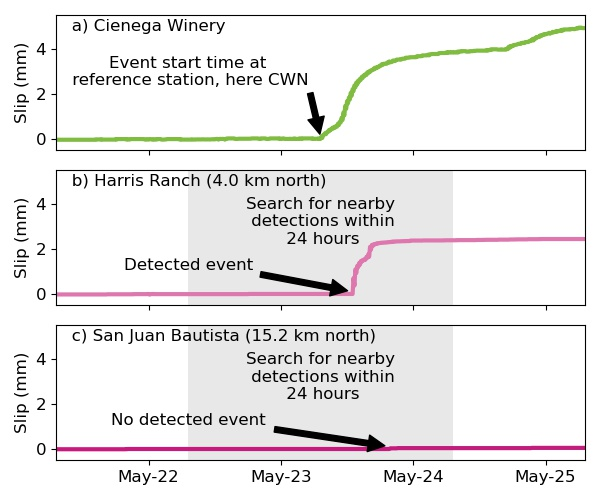 a) Cienega Winery
Event start time at
reference station, here CWN
Slip (mm)
4
2
0
b) Harris Ranch (4.0 km north)
Search for nearby
detections within
24 hours
Detected event
Slip (mm)
4
2
0
c) San Juan Bautista (15.2 km north)
Search for nearby
detections within
24 hours
No detected event
Slip (mm)
4
2
0
May-22 May-23 May-24 May-25